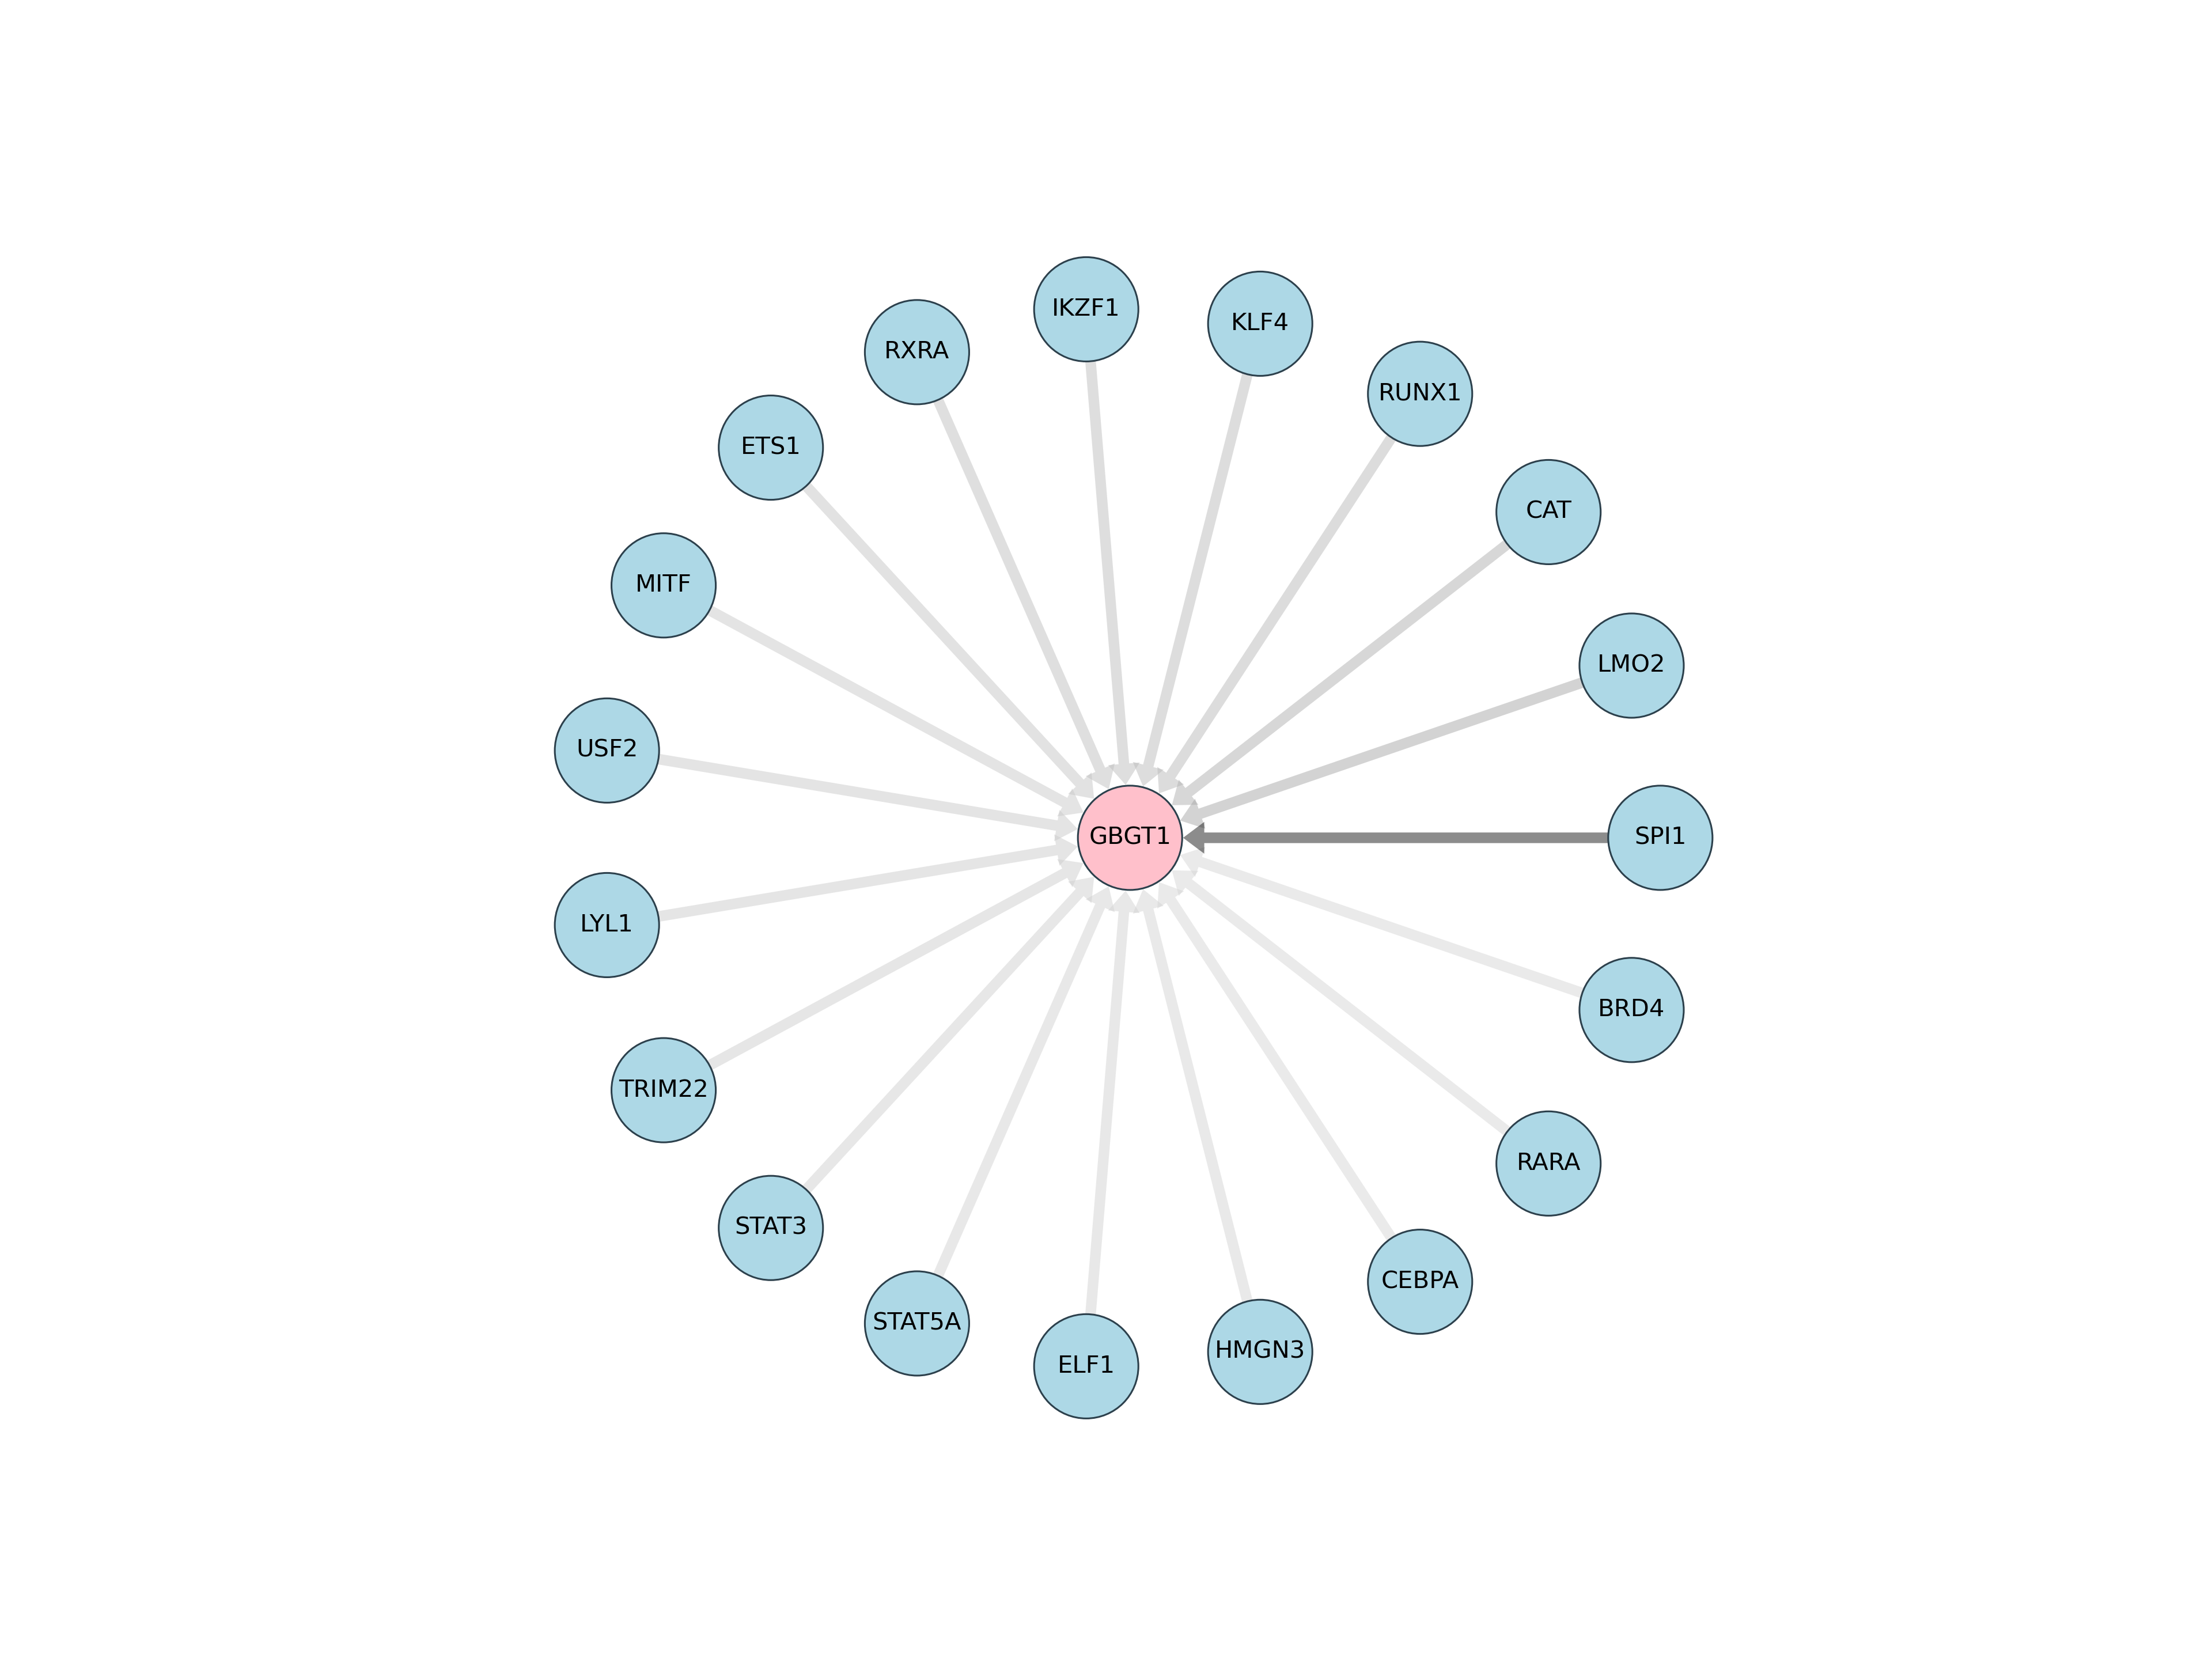 IKZF1
KLF4
RXRA
RUNX1
ETS1
CAT
MITF
LMO2
USF2
GBGT1
SPI1
LYL1
BRD4
TRIM22
RARA
STAT3
CEBPA
STAT5A
HMGN3
ELF1